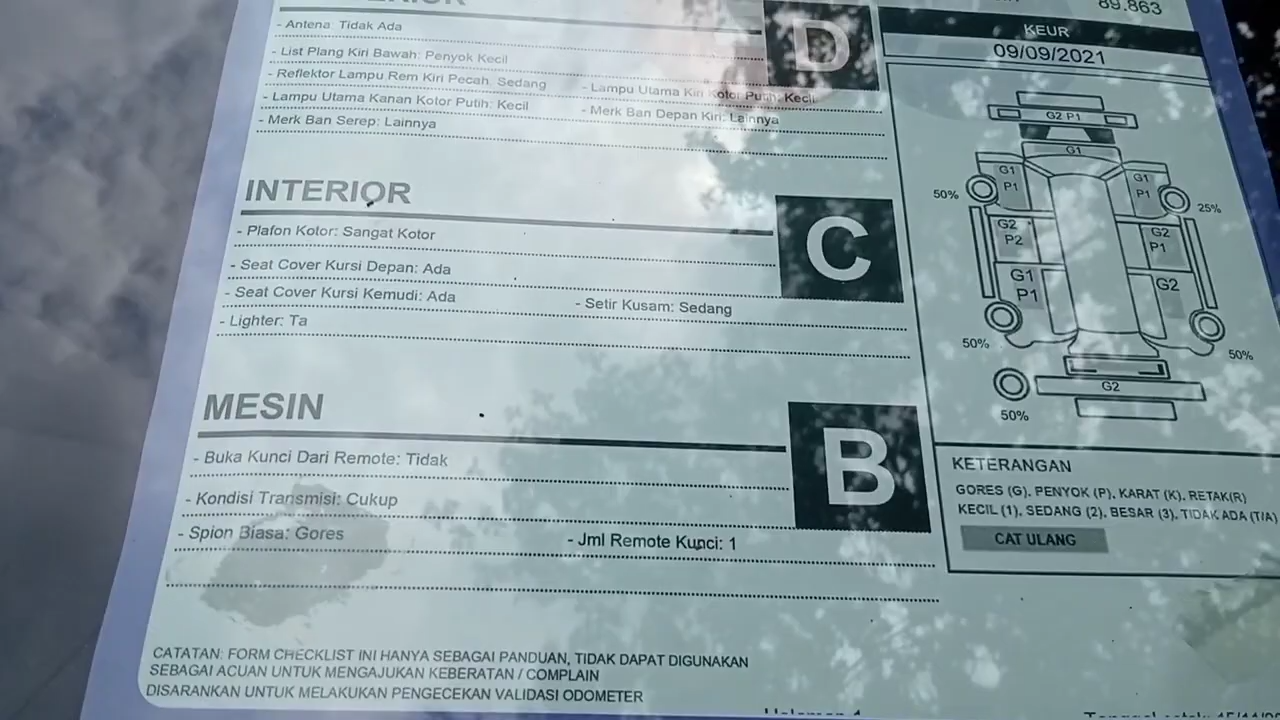 89.863
- Antena: Tidak Ada
- List Plang Kiri Bawah: Penyok Kecil
- Reflektor Lampu Rem Kiri Pecah. Sedang
- Lampu Utama Kiri Kotor Putih: Kecil
- Lampu Utama Kanan Kotor Putih: Kecil
- Merk Ban Depan Kiri: Lainnya
- Merk Ban Serep: Lainnya
D
INTERIOR
C
- Plafon Kotor: Sangat Kotor
- Seat Cover Kursi Depan: Ada
- Seat Cover Kursi Kemudi: Ada
- Setir Kusam: Sedang
- Lighter: Ta
MESIN
B
- Buka Kunci Dari Remote: Tidak
- Kondisi Transmisi: Cukup
- Spion Biasa: Gores
- Jml Remote Kunci: 1
CATATAN: FORM CHECKLIST INI HANYA SEBAGAI PANDUAN, TIDAK DAPAT DIGUNAKAN
SEBAGAI ACUAN UNTUK MENGAJUKAN KEBERATAN / COMPLAIN
DISARANKAN UNTUK MELAKUKAN PENGECEKAN VALIDASI ODOMETER
KEUR
09/09/2021
G2 P1
G1
G1
P1
G1
P1
50%
25%
G2
P2
G2
P1
G1
P1
G2
50%
50%
G2
50%
KETERANGAN
GORES (G), PENYOK (P), KARAT (K), RETAK(R)
KECIL (1), SEDANG (2), BESAR (3), TIDAK ADA (T/A)
CAT ULANG